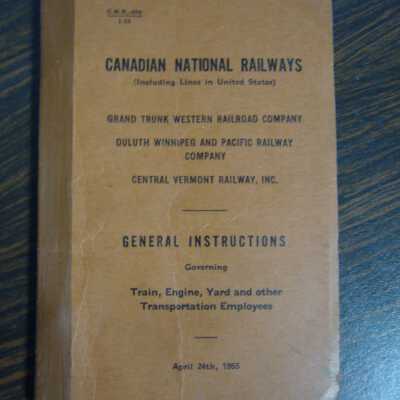 CANADIAN NATIONAL RAILWAYS
(Including Lines in United States)
GRAND TRUNK WESTERN RAILROAD COMPANY
DULUTH WINNIPEG AND PACIFIC RAILWAY
COMPANY
CENTRAL VERMONT RAILWAY, INC.
GENERAL INSTRUCTIONS
Governing
Train, Engine, Yard and other
Transportation Employees
April 24th, 1955